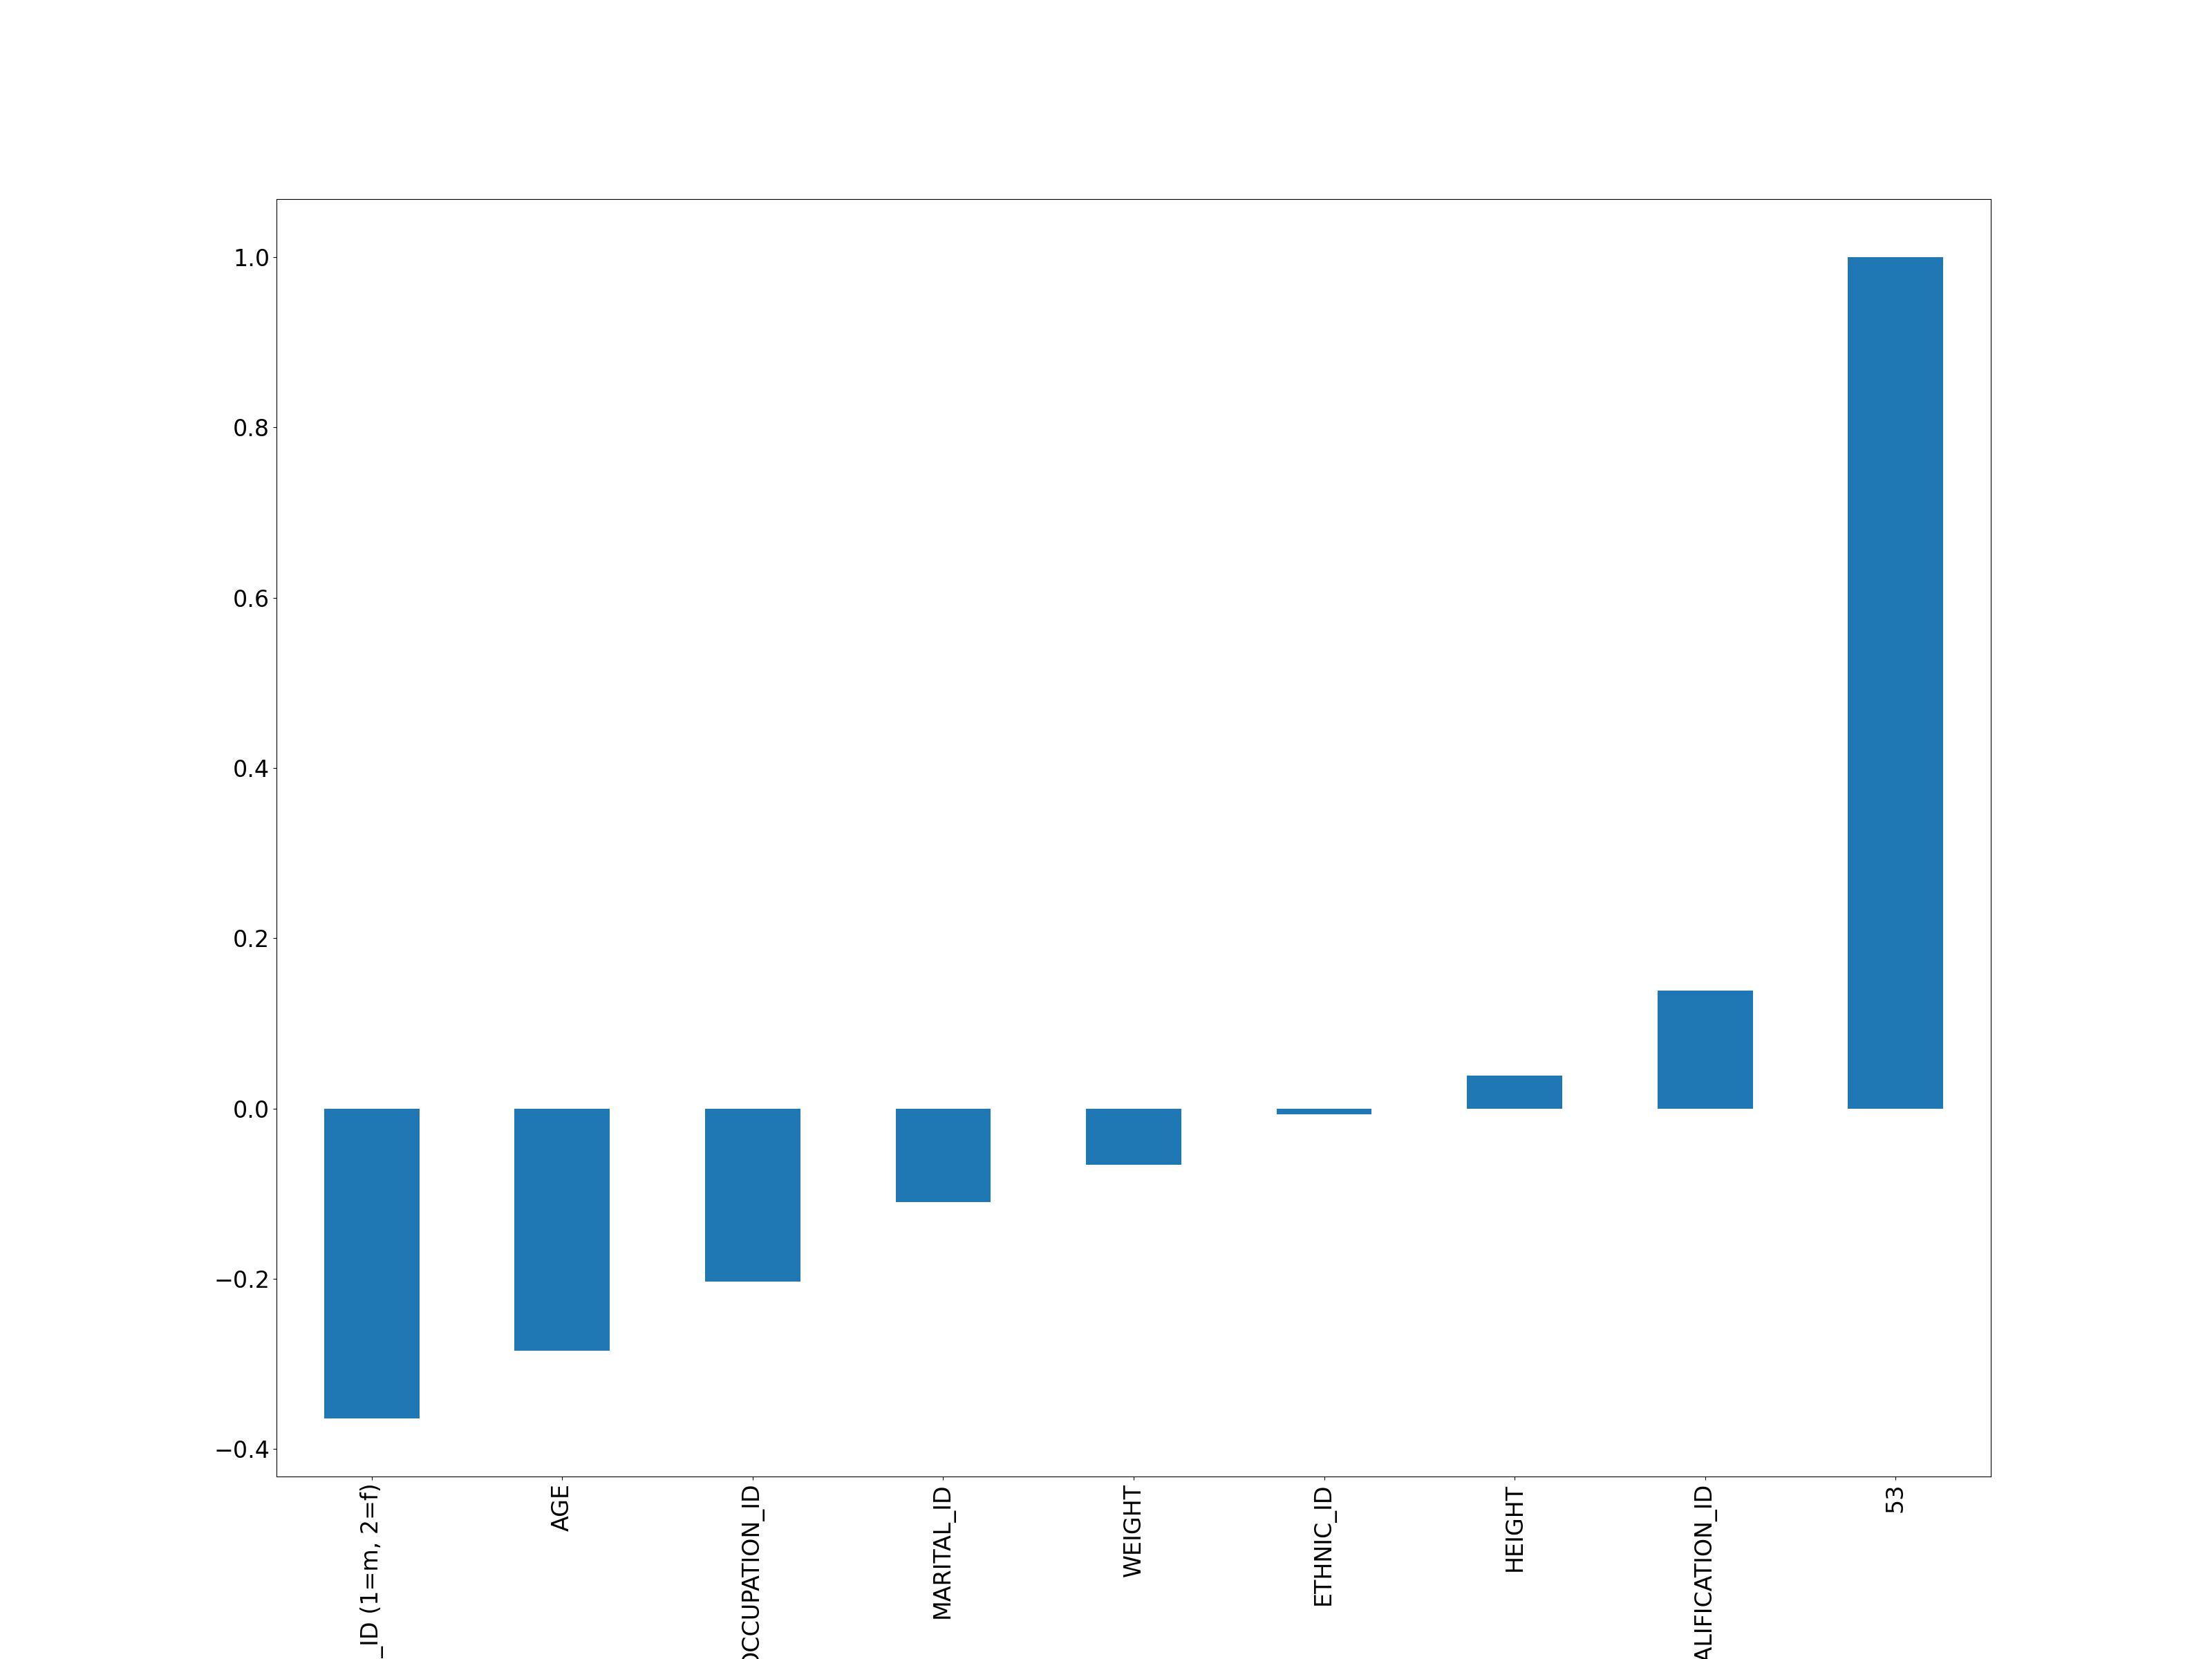 1.0
0.8
0.6
0.4
0.2
0.0
−0.2
−0.4
_ID (1=m, 2=f)
AGE
OCCUPATION_ID
MARITAL_ID
WEIGHT
ETHNIC_ID
HEIGHT
ALIFICATION_ID
53